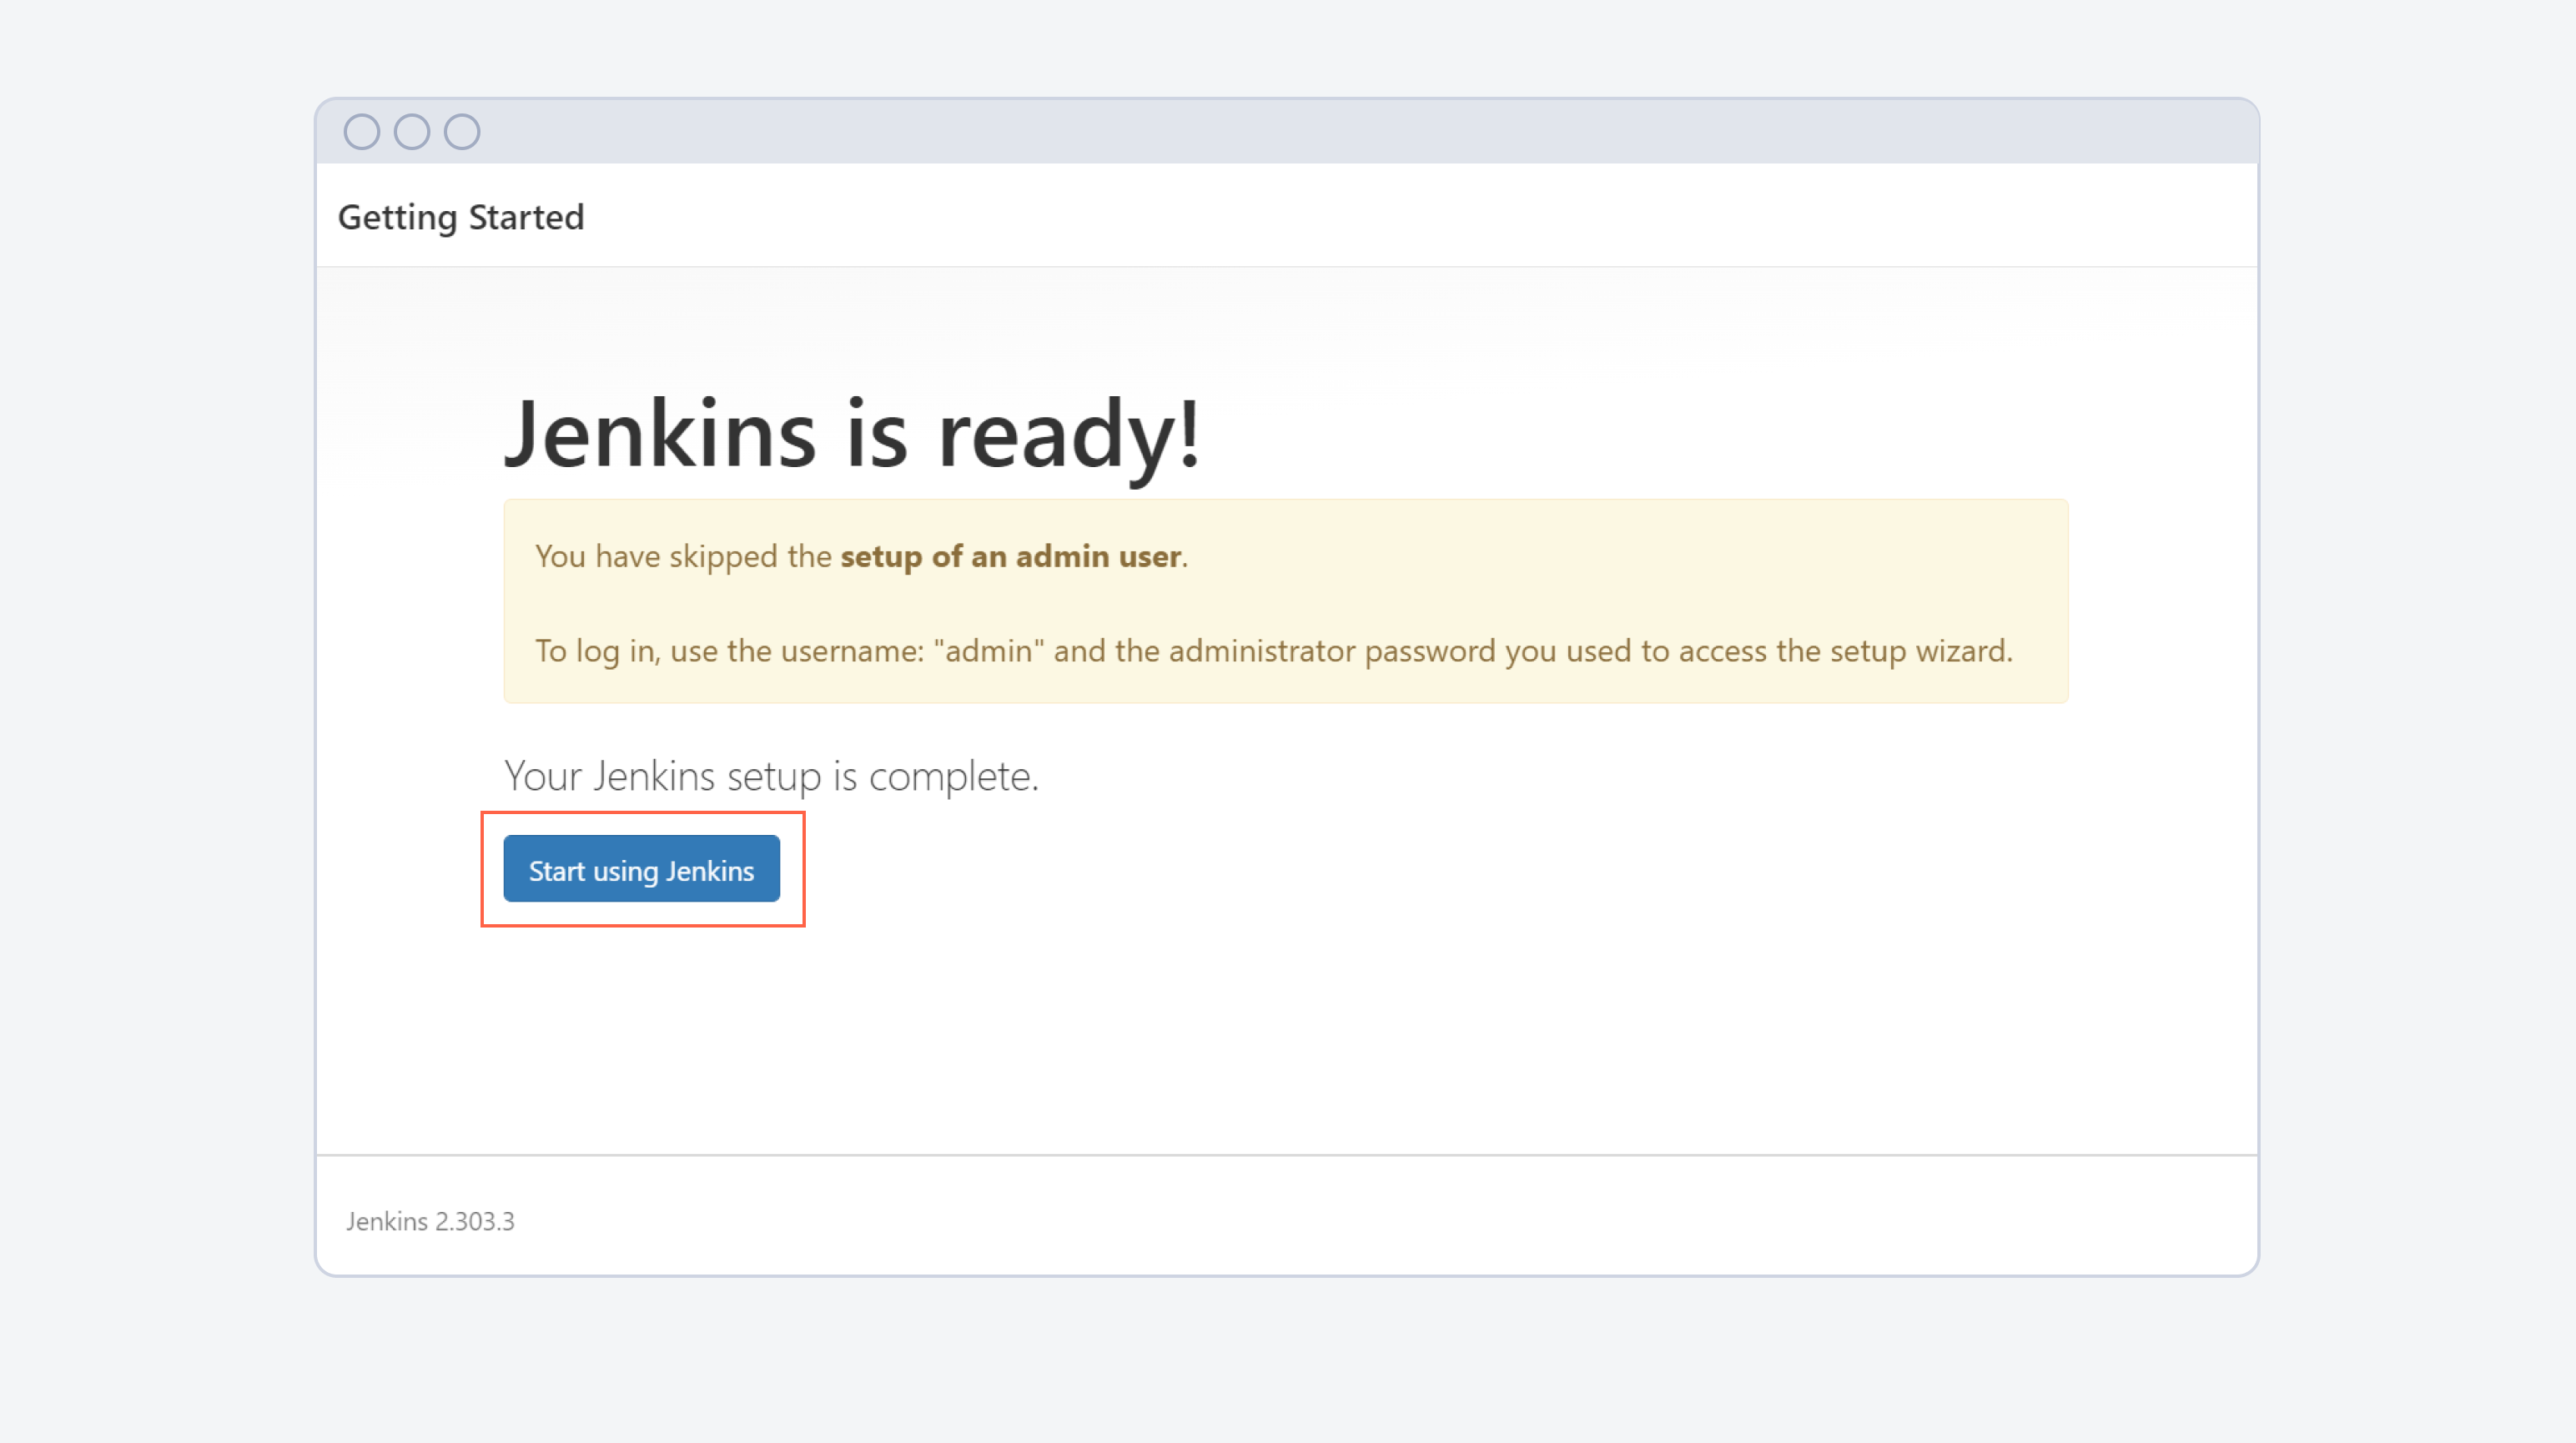 Getting Started
Jenkins is ready!
You have skipped the setup of an admin user.
To log in, use the username: "admin" and the administrator password you used to access the setup wizard.
Your Jenkins setup is complete.
Start using Jenkins
Jenkins 2.303.3